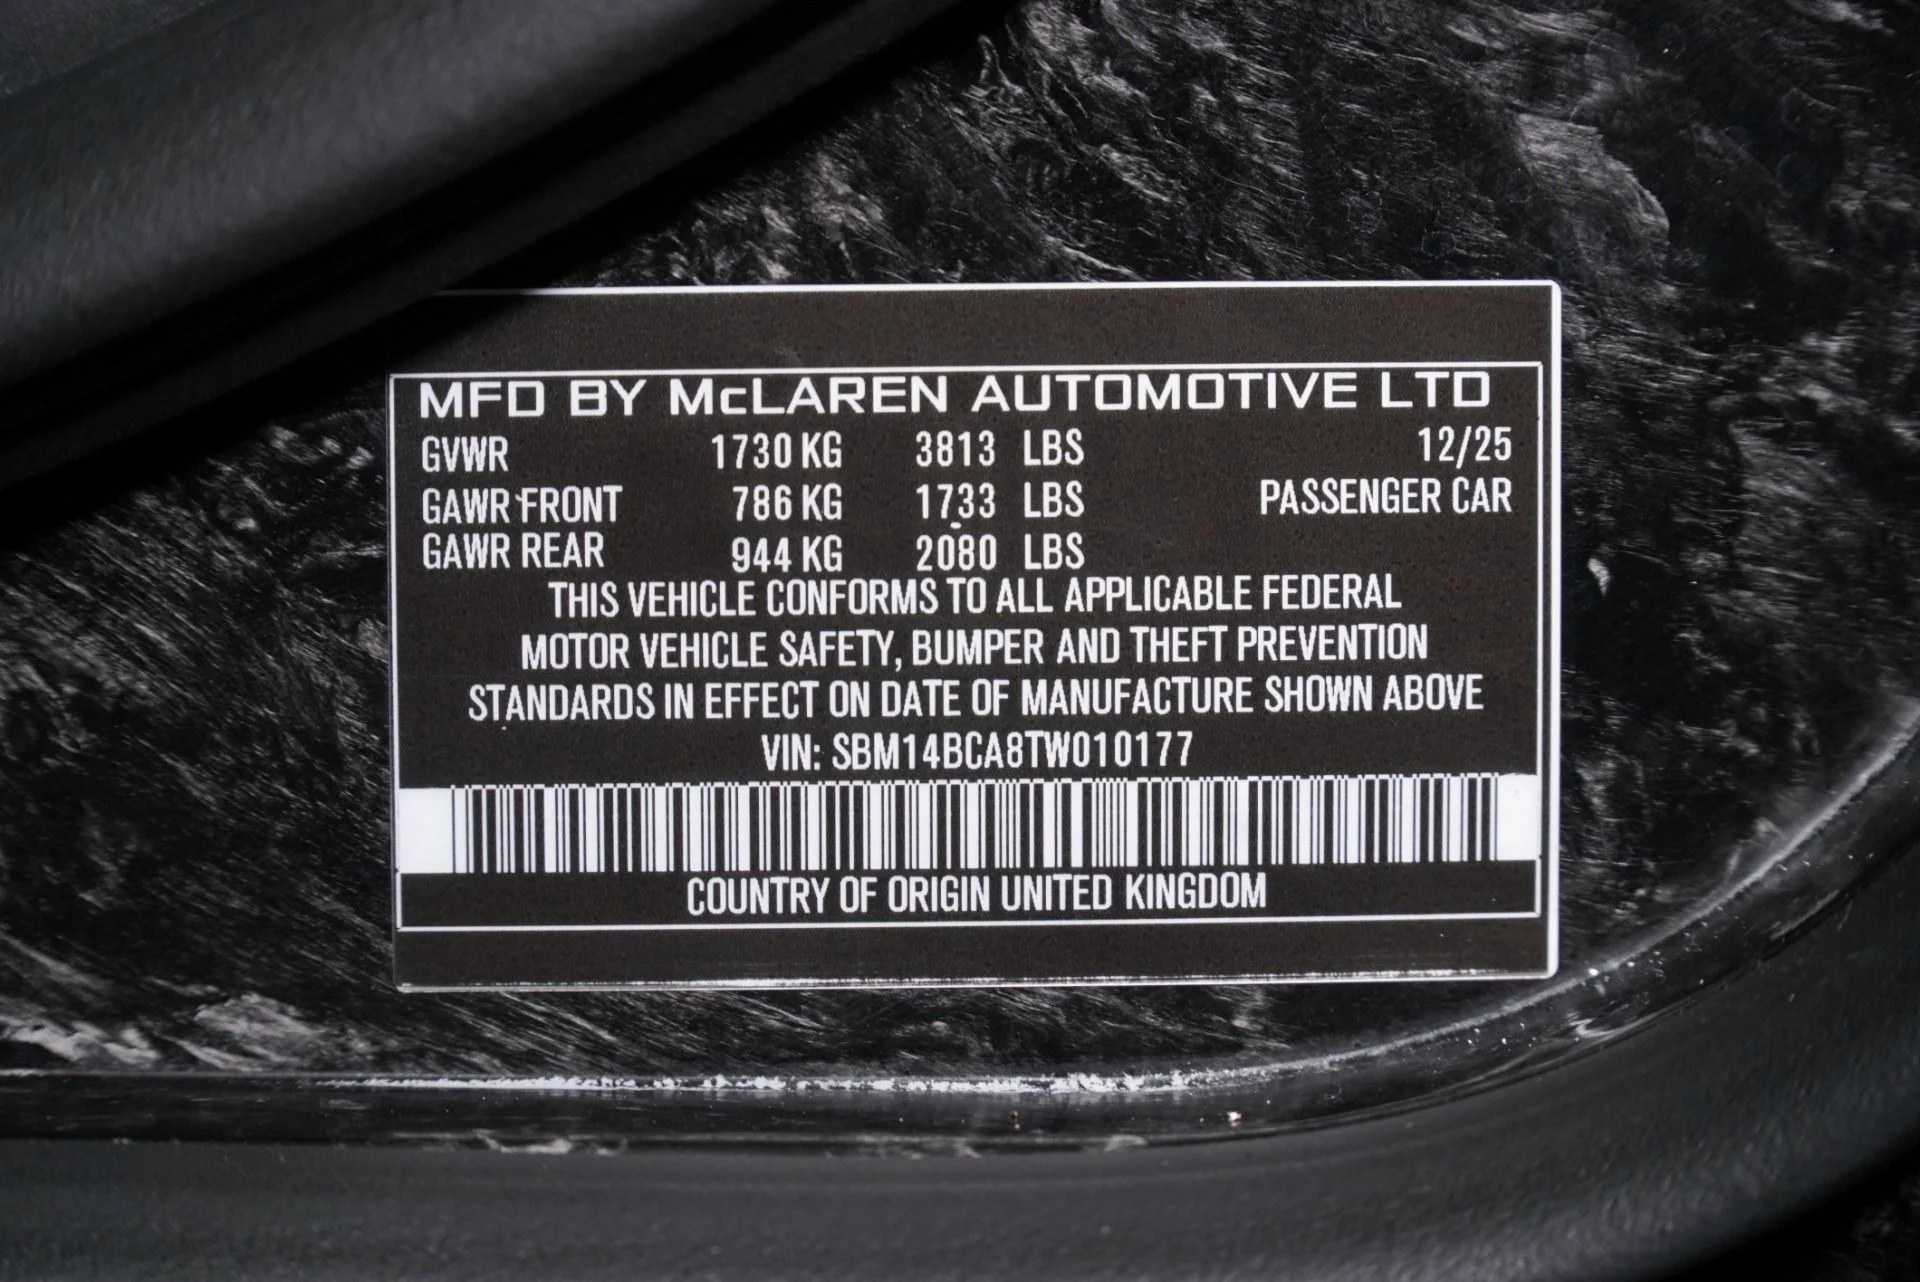 MFD BY McLAREN AUTOMOTIVE LTD
GVWR 1730 KG 3813 LBS 12/25
GAWR FRONT 786 KG 1733 LBS PASSENGER CAR
GAWR REAR 944 KG 2080 LBS
THIS VEHICLE CONFORMS TO ALL APPLICABLE FEDERAL
MOTOR VEHICLE SAFETY, BUMPER AND THEFT PREVENTION
STANDARDS IN EFFECT ON DATE OF MANUFACTURE SHOWN ABOVE
VIN: SBM14BCA8TW010177
COUNTRY OF ORIGIN UNITED KINGDOM